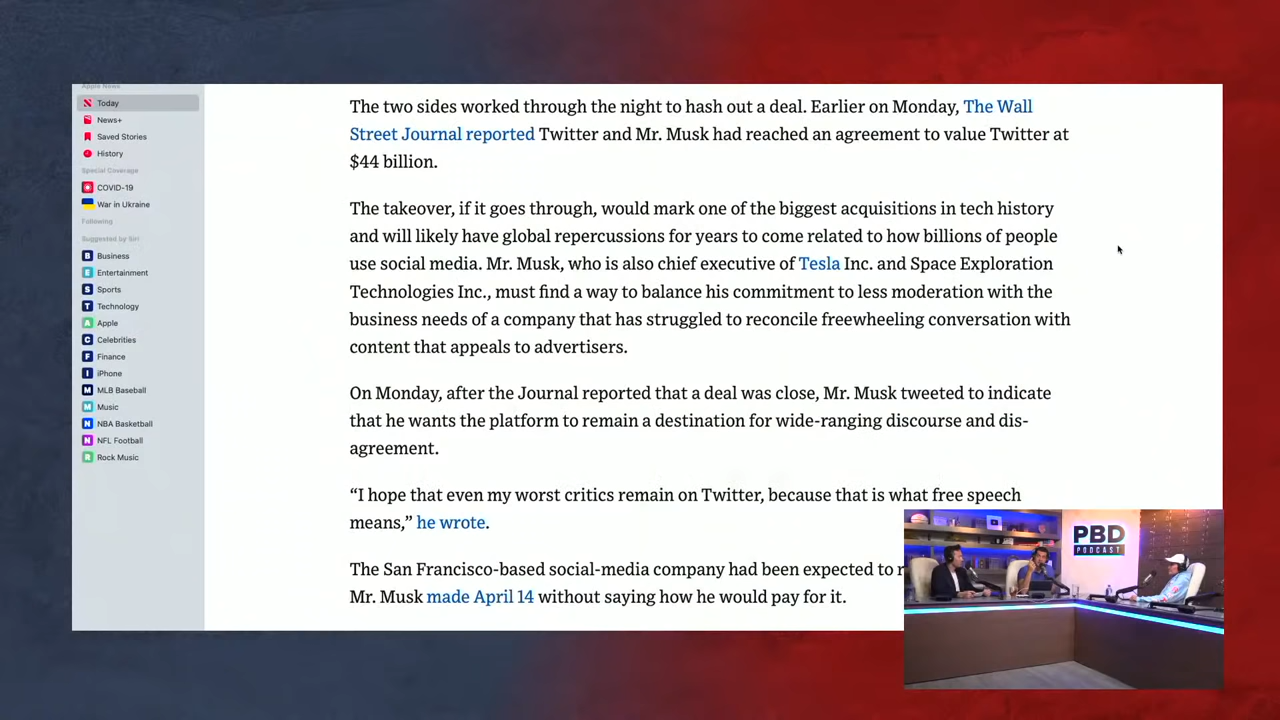 Apple News
Today
News+
Saved Stories
History
Special Coverage
COVID-19
War in Ukraine
Following
Suggested by Siri
B Business
E Entertainment
S Sports
T Technology
A Apple
C Celebrities
F Finance
I iPhone
M MLB Baseball
M Music
N NBA Basketball
N NFL Football
R Rock Music
The two sides worked through the night to hash out a deal. Earlier on Monday, The Wall
Street Journal reported Twitter and Mr. Musk had reached an agreement to value Twitter at
$44 billion.
The takeover, if it goes through, would mark one of the biggest acquisitions in tech history
and will likely have global repercussions for years to come related to how billions of people
use social media. Mr. Musk, who is also chief executive of Tesla Inc. and Space Exploration
Technologies Inc., must find a way to balance his commitment to less moderation with the
business needs of a company that has struggled to reconcile freewheeling conversation with
content that appeals to advertisers.
On Monday, after the Journal reported that a deal was close, Mr. Musk tweeted to indicate
that he wants the platform to remain a destination for wide-ranging discourse and dis-
agreement.
“I hope that even my worst critics remain on Twitter, because that is what free speech
means,” he wrote.
The San Francisco-based social-media company had been expected to
Mr. Musk made April 14 without saying how he would pay for it.
PBD
PODCAST